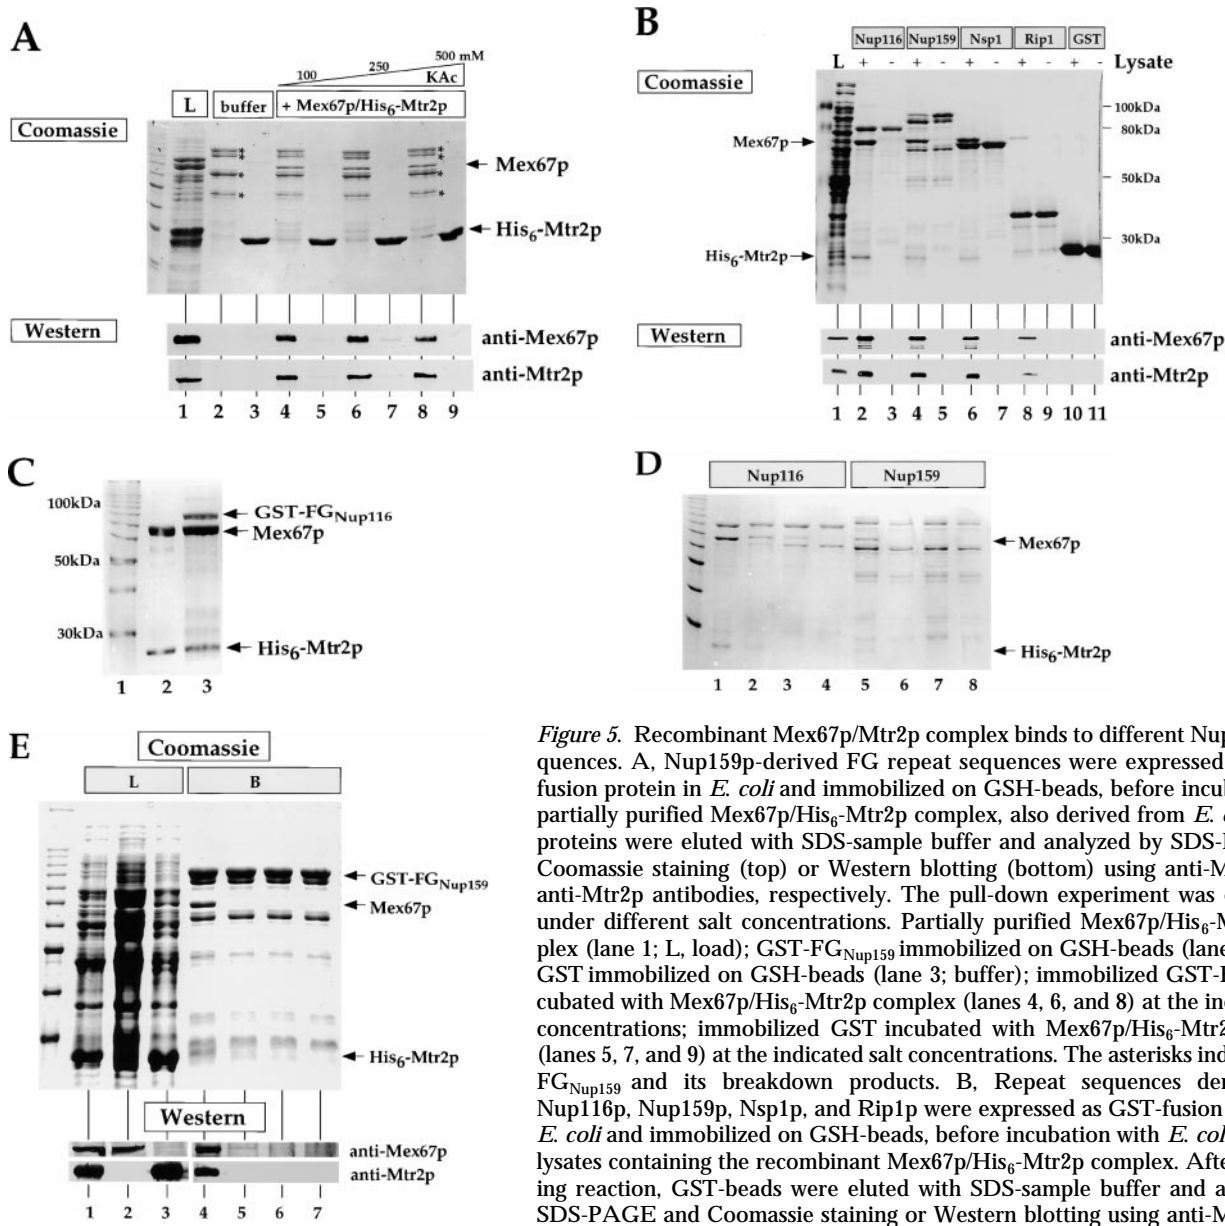 A
500 mM
250
100
KAc
L
buffer
+ Mex67p/His6-Mtr2p
Coomassie
Mex67p
His6-Mtr2p
Western
anti-Mex67p
anti-Mtr2p
1 2 3 4 5 6 7 8 9
B
Nup116 Nup159 Nsp1 Rip1 GST
L + - + - + - + - + - Lysate
Coomassie
100kDa
80kDa
Mex67p
50kDa
30kDa
His6-Mtr2p
Western
anti-Mex67p
anti-Mtr2p
1 2 3 4 5 6 7 8 9 10 11
C
100kDa
GST-FGNup116
Mex67p
50kDa
30kDa
His6-Mtr2p
1 2 3
D
Nup116 Nup159
Mex67p
His6-Mtr2p
1 2 3 4 5 6 7 8
E
Coomassie
L B
GST-FGNup159
Mex67p
His6-Mtr2p
Western
anti-Mex67p
anti-Mtr2p
1 2 3 4 5 6 7
Figure 5. Recombinant Mex67p/Mtr2p complex binds to different Nup
quences. A, Nup159p-derived FG repeat sequences were expressed
fusion protein in E. coli and immobilized on GSH-beads, before incub
partially purified Mex67p/His6-Mtr2p complex, also derived from E. c
proteins were eluted with SDS-sample buffer and analyzed by SDS-P
Coomassie staining (top) or Western blotting (bottom) using anti-M
anti-Mtr2p antibodies, respectively. The pull-down experiment was
under different salt concentrations. Partially purified Mex67p/His6-M
plex (lane 1; L, load); GST-FGNup159 immobilized on GSH-beads (lane
GST immobilized on GSH-beads (lane 3; buffer); immobilized GST-F
cubated with Mex67p/His6-Mtr2p complex (lanes 4, 6, and 8) at the in
concentrations; immobilized GST incubated with Mex67p/His6-Mtr2
(lanes 5, 7, and 9) at the indicated salt concentrations. The asterisks ind
FGNup159 and its breakdown products. B, Repeat sequences der
Nup116p, Nup159p, Nsp1p, and Rip1p were expressed as GST-fusion
E. coli and immobilized on GSH-beads, before incubation with E. col
lysates containing the recombinant Mex67p/His6-Mtr2p complex. Afte
ing reaction, GST-beads were eluted with SDS-sample buffer and a
SDS-PAGE and Coomassie staining or Western blotting using anti-M